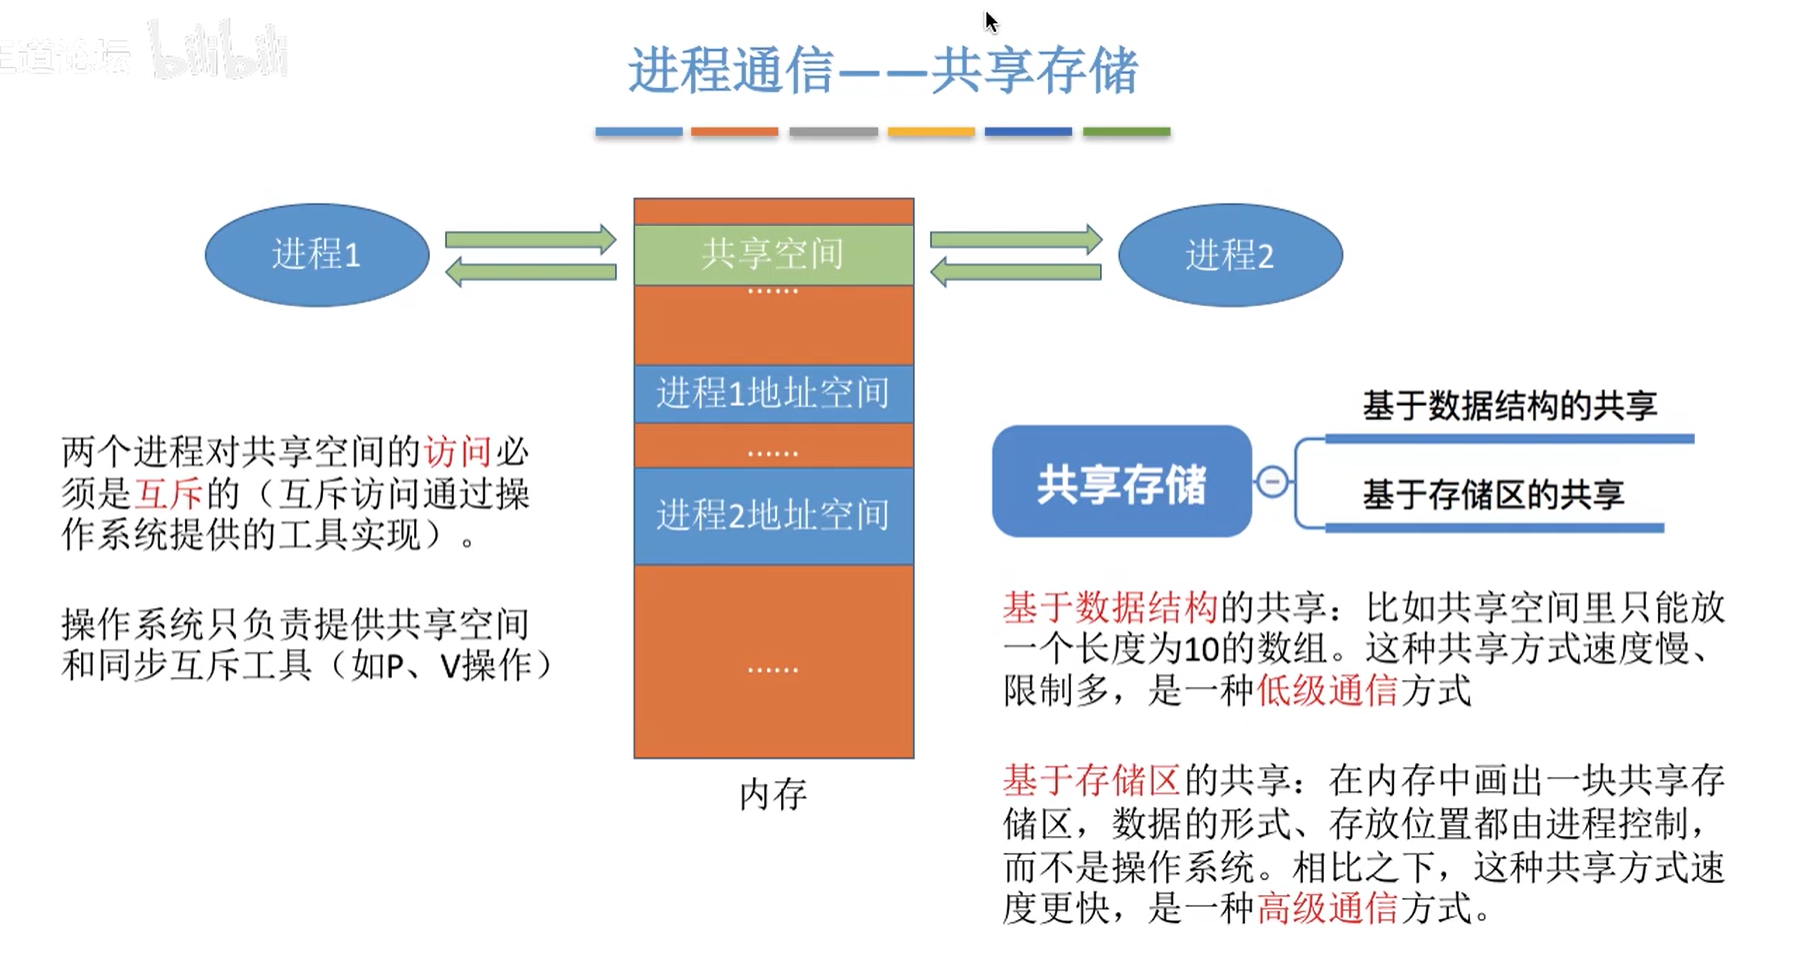 王道论坛 bilibili
进程通信——共享存储
进程1
共享空间
进程2
……
进程1地址空间
……
进程2地址空间
……
内存
两个进程对共享空间的访问必
须是互斥的（互斥访问通过操
作系统提供的工具实现）。
操作系统只负责提供共享空间
和同步互斥工具（如P、V操作）
共享存储
基于数据结构的共享
基于存储区的共享
基于数据结构的共享：比如共享空间里只能放
一个长度为10的数组。这种共享方式速度慢、
限制多，是一种低级通信方式
基于存储区的共享：在内存中画出一块共享存
储区，数据的形式、存放位置都由进程控制，
而不是操作系统。相比之下，这种共享方式速
度更快，是一种高级通信方式。